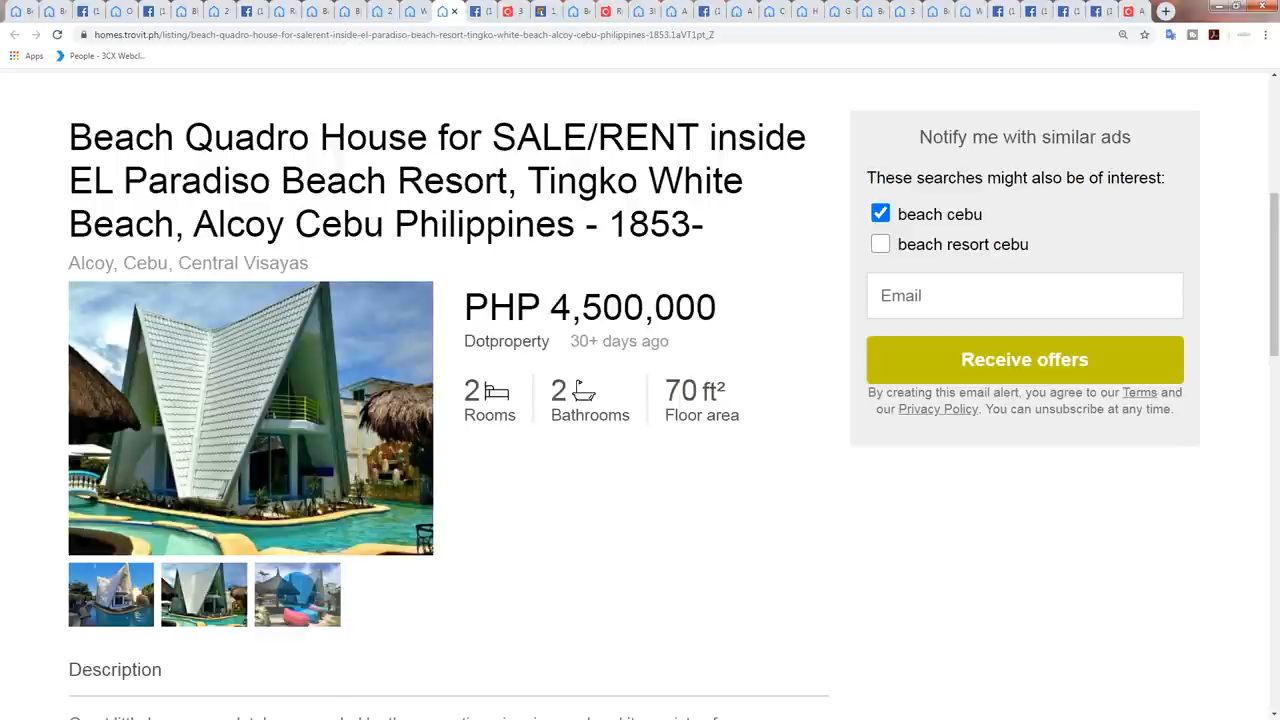 homes.trovit.ph/listing/beach-quadro-house-for-salerent-inside-el-paradiso-beach-resort-tingko-white-beach-alcoy-cebu-philippines-1853.1aVT1pt_Z
Apps People - 3CX Webcl...
Beach Quadro House for SALE/RENT inside
EL Paradiso Beach Resort, Tingko White
Beach, Alcoy Cebu Philippines - 1853-
Alcoy, Cebu, Central Visayas
PHP 4,500,000
Dotproperty 30+ days ago
2 2 70 ft²
Rooms Bathrooms Floor area
Notify me with similar ads
These searches might also be of interest:
beach cebu
beach resort cebu
Email
Receive offers
By creating this email alert, you agree to our Terms and
our Privacy Policy. You can unsubscribe at any time.
Description